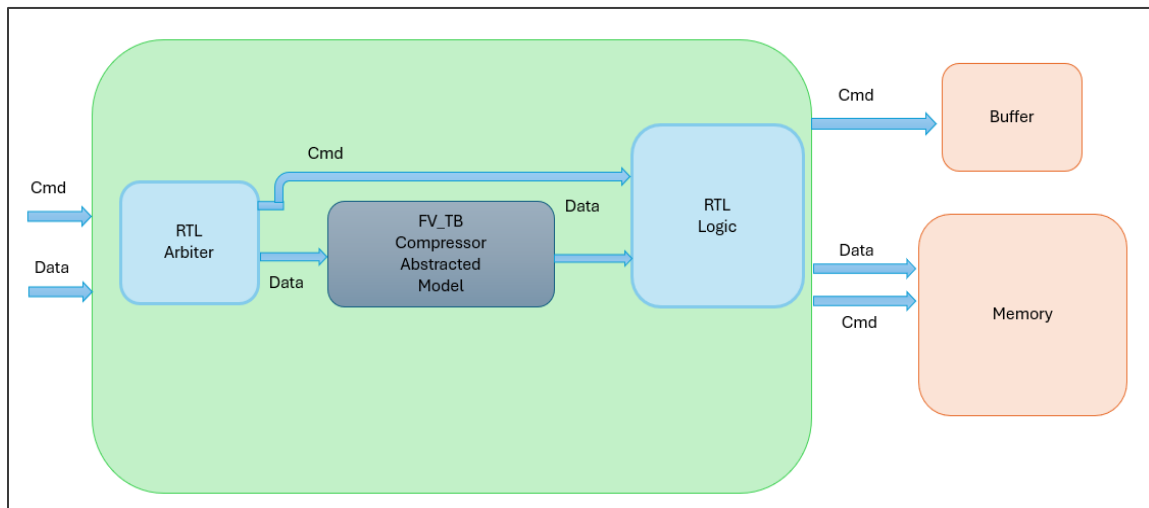 Cmd
Data
RTL
Arbiter
Cmd
Data
FV_TB
Compressor
Abstracted
Model
Data
RTL
Logic
Cmd
Buffer
Data
Cmd
Memory